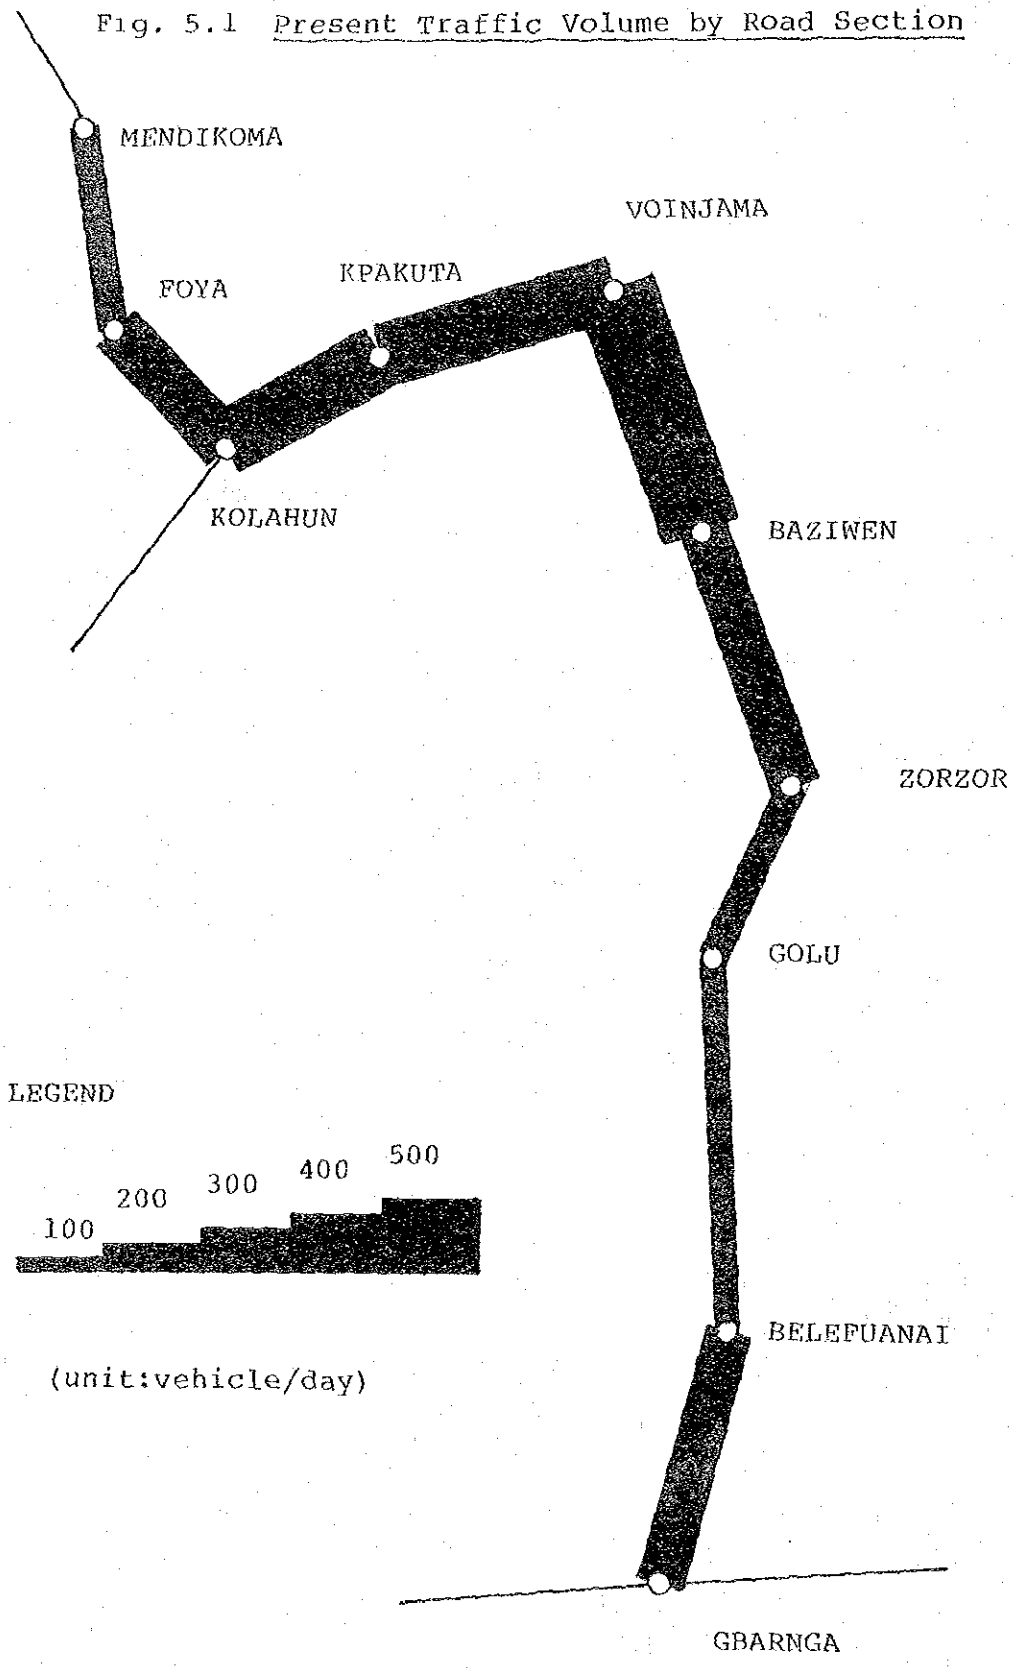 Fig. 5.1 Present Traffic Volume by Road Section
MENDIKOMA
VOINJAMA
KPAKUTA
FOYA
KOLAHUN
BAZIWEN
ZORZOR
GOLU
LEGEND
100 200 300 400 500
BELEFUANAI
(unit:vehicle/day)
GBARNGA